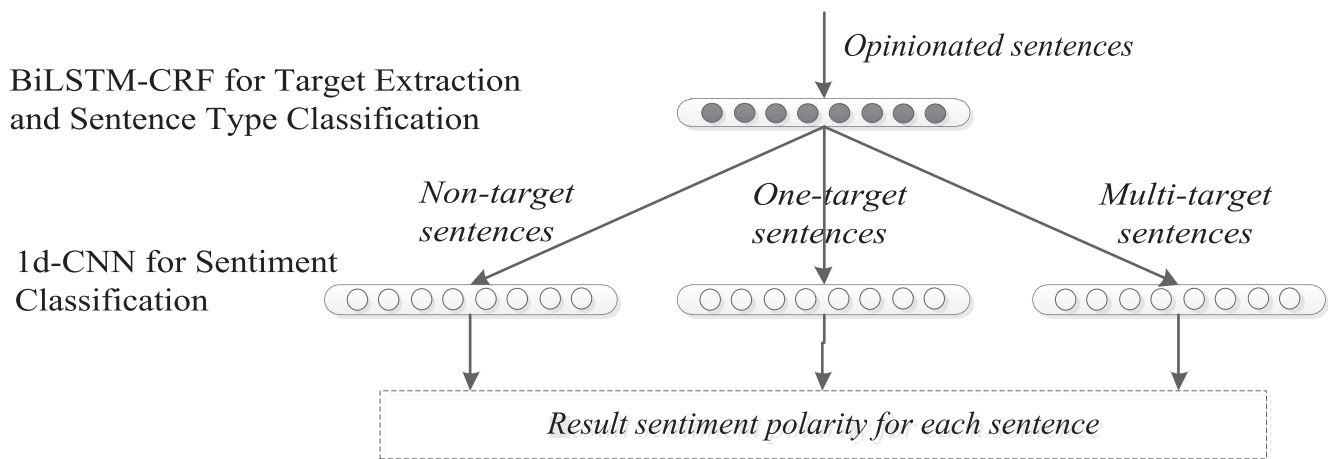 Opinionated sentences
BiLSTM-CRF for Target Extraction
and Sentence Type Classification
Non-target
sentences
One-target
sentences
Multi-target
sentences
1d-CNN for Sentiment
Classification
Result sentiment polarity for each sentence